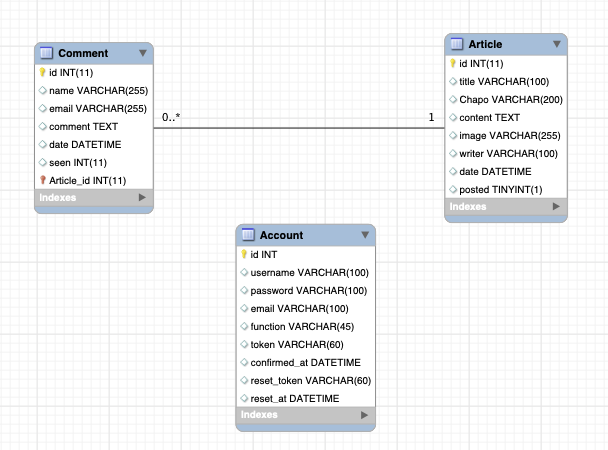 Comment
id INT(11)
name VARCHAR(255)
email VARCHAR(255)
comment TEXT
date DATETIME
seen INT(11)
Article_id INT(11)
Indexes
0..*
1
Article
id INT(11)
title VARCHAR(100)
Chapo VARCHAR(200)
content TEXT
image VARCHAR(255)
writer VARCHAR(100)
date DATETIME
posted TINYINT(1)
Indexes
Account
id INT
username VARCHAR(100)
password VARCHAR(100)
email VARCHAR(100)
function VARCHAR(45)
token VARCHAR(60)
confirmed_at DATETIME
reset_token VARCHAR(60)
reset_at DATETIME
Indexes